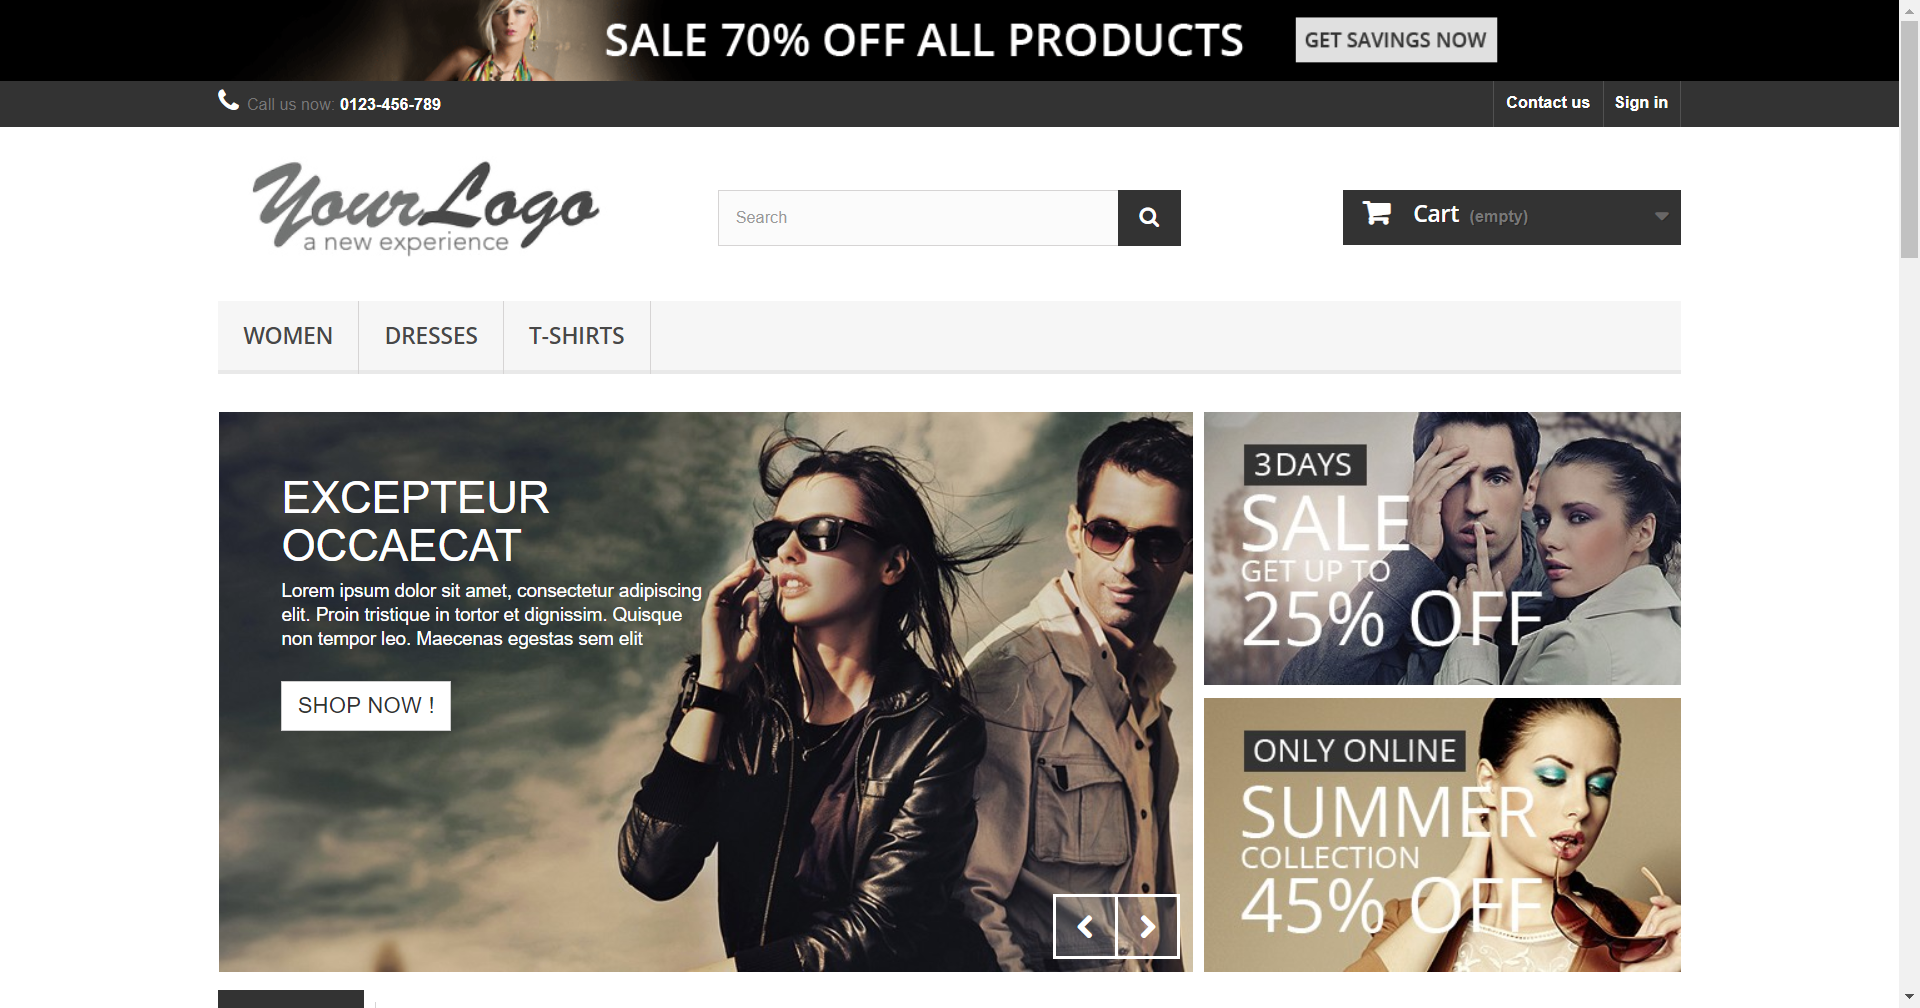 SALE 70% OFF ALL PRODUCTS
GET SAVINGS NOW
Call us now: 0123-456-789
Contact us
Sign in
YourLogo
a new experience
Search
Cart (empty)
WOMEN
DRESSES
T-SHIRTS
EXCEPTEUR
OCCAECAT
Lorem ipsum dolor sit amet, consectetur adipiscing
elit. Proin tristique in tortor et dignissim. Quisque
non tempor leo. Maecenas egestas sem elit
SHOP NOW !
3 DAYS
SALE
GET UP TO
25% OFF
ONLY ONLINE
SUMMER
COLLECTION
45% OFF